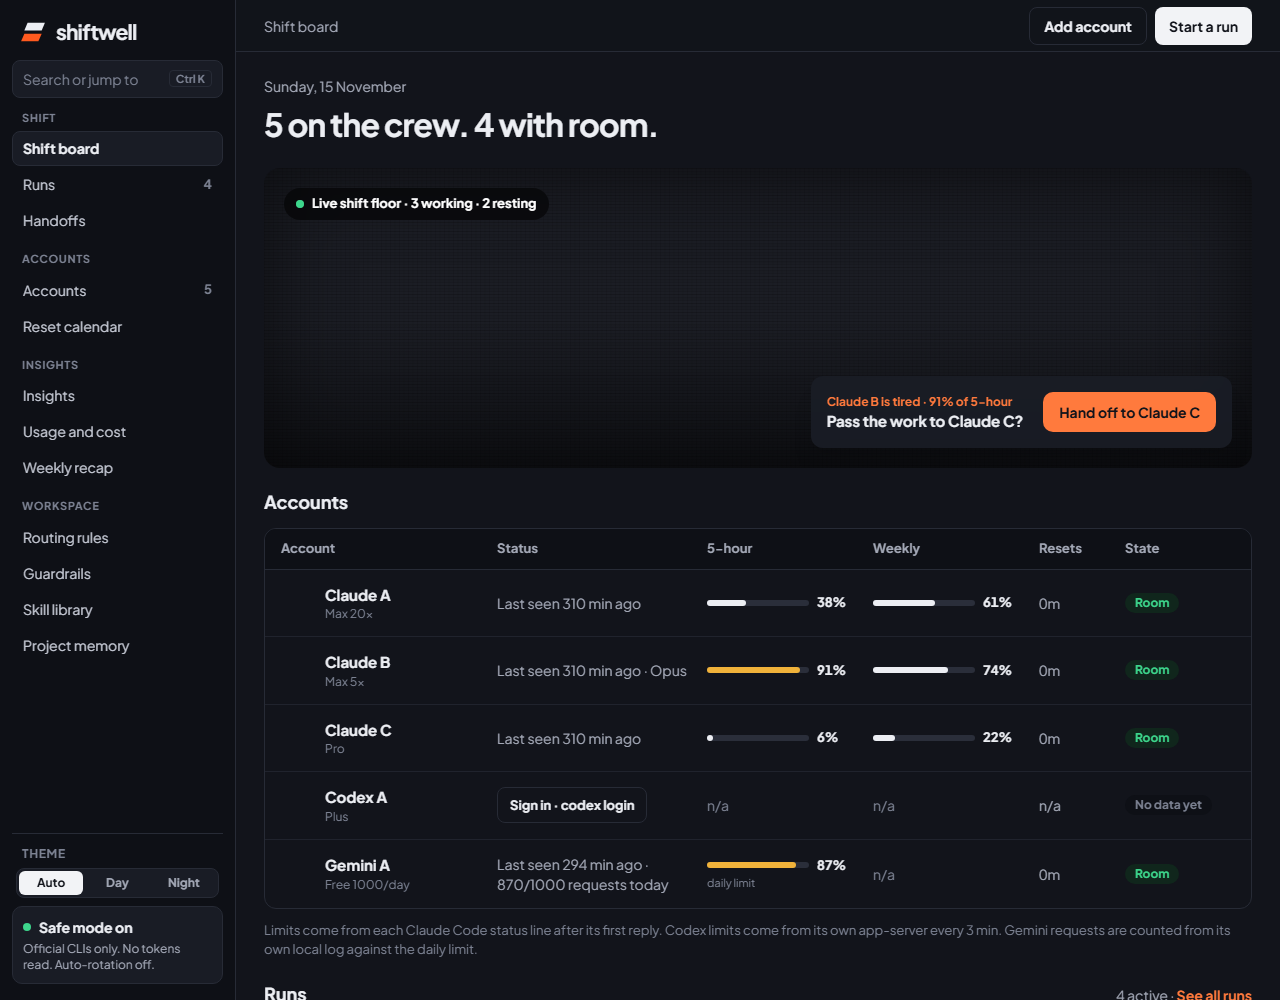 shiftwell
Search or jump to Ctrl K
SHIFT
Shift board
Runs 4
Handoffs
ACCOUNTS
Accounts 5
Reset calendar
INSIGHTS
Insights
Usage and cost
Weekly recap
WORKSPACE
Routing rules
Guardrails
Skill library
Project memory
THEME
Auto Day Night
Safe mode on
Official CLIs only. No tokens
read. Auto-rotation off.
Shift board
Add account Start a run
Sunday, 15 November
5 on the crew. 4 with room.
Live shift floor · 3 working · 2 resting
Claude B is tired · 91% of 5-hour
Pass the work to Claude C?
Hand off to Claude C
Accounts
Account Status 5-hour Weekly Resets State
Claude A
Max 20×
Last seen 310 min ago 38% 61% 0m Room
Claude B
Max 5×
Last seen 310 min ago · Opus 91% 74% 0m Room
Claude C
Pro
Last seen 310 min ago 6% 22% 0m Room
Codex A
Plus
Sign in · codex login n/a n/a n/a No data yet
Gemini A
Free 1000/day
Last seen 294 min ago ·
870/1000 requests today
87%
daily limit
n/a 0m Room
Limits come from each Claude Code status line after its first reply. Codex limits come from its own app-server every 3 min. Gemini requests are counted from its
own local log against the daily limit.
Runs 4 active · See all runs